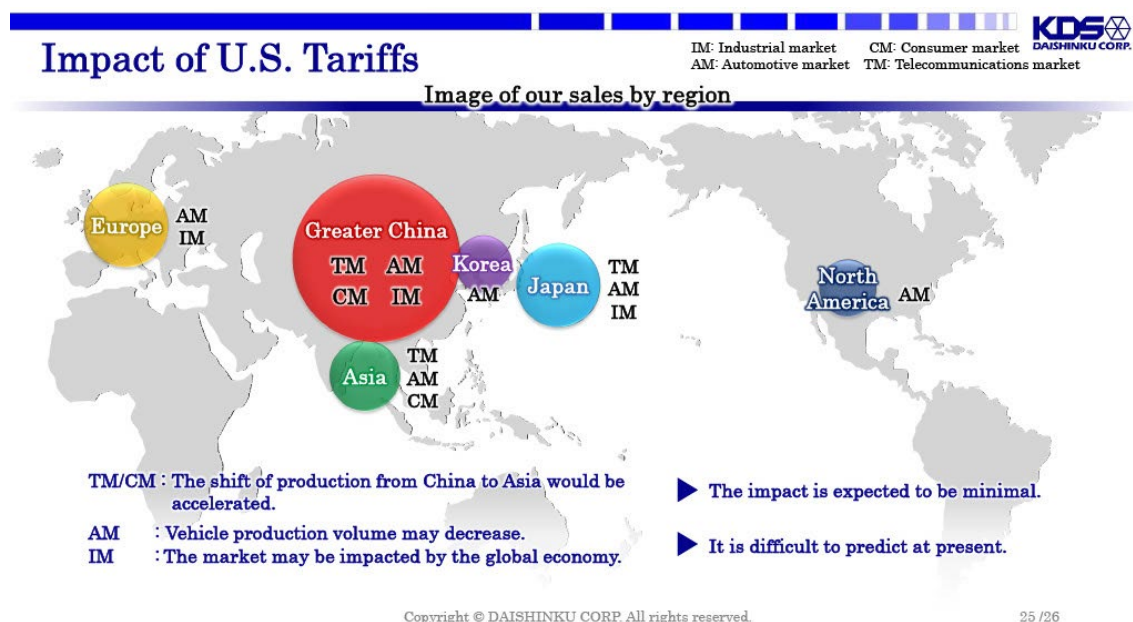 Impact of U.S. Tariffs
IM: Industrial market CM: Consumer market
AM: Automotive market TM: Telecommunications market
KDS
DAISHINKU CORP.
Image of our sales by region
Europe
AM
IM
Greater China
TM AM
CM IM
Korea
AM
Japan
TM
AM
IM
North
America
AM
Asia
TM
AM
CM
TM/CM : The shift of production from China to Asia would be
accelerated.
AM : Vehicle production volume may decrease.
IM : The market may be impacted by the global economy.
The impact is expected to be minimal.
It is difficult to predict at present.
Copyright © DAISHINKU CORP. All rights reserved.
25 /26